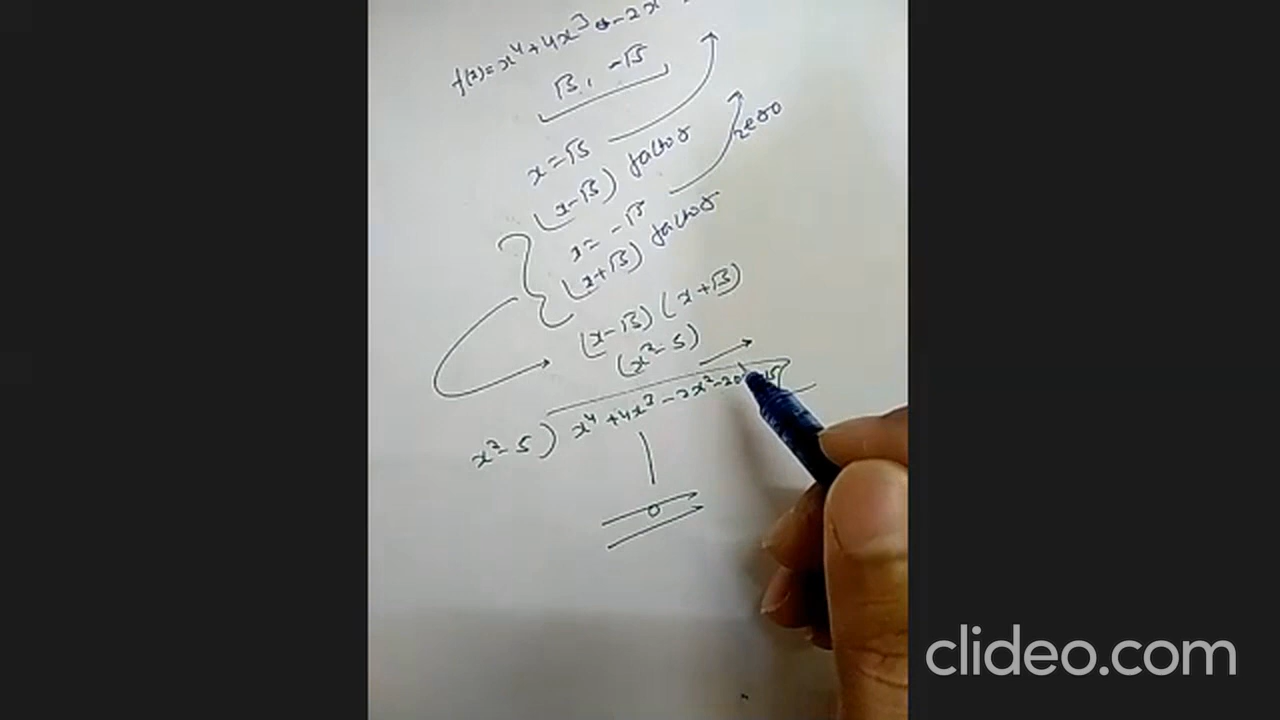 f(x) = x⁴ + 4x³ - 2x
√5, -√5
x = √5
(x-√5) factor
zero
x = -√5
(x+√5) factor
(x-√5) (x+√5)
(x²-5)
x²-5) x⁴ + 4x³ - 2x² - 20 15
0
clideo.com